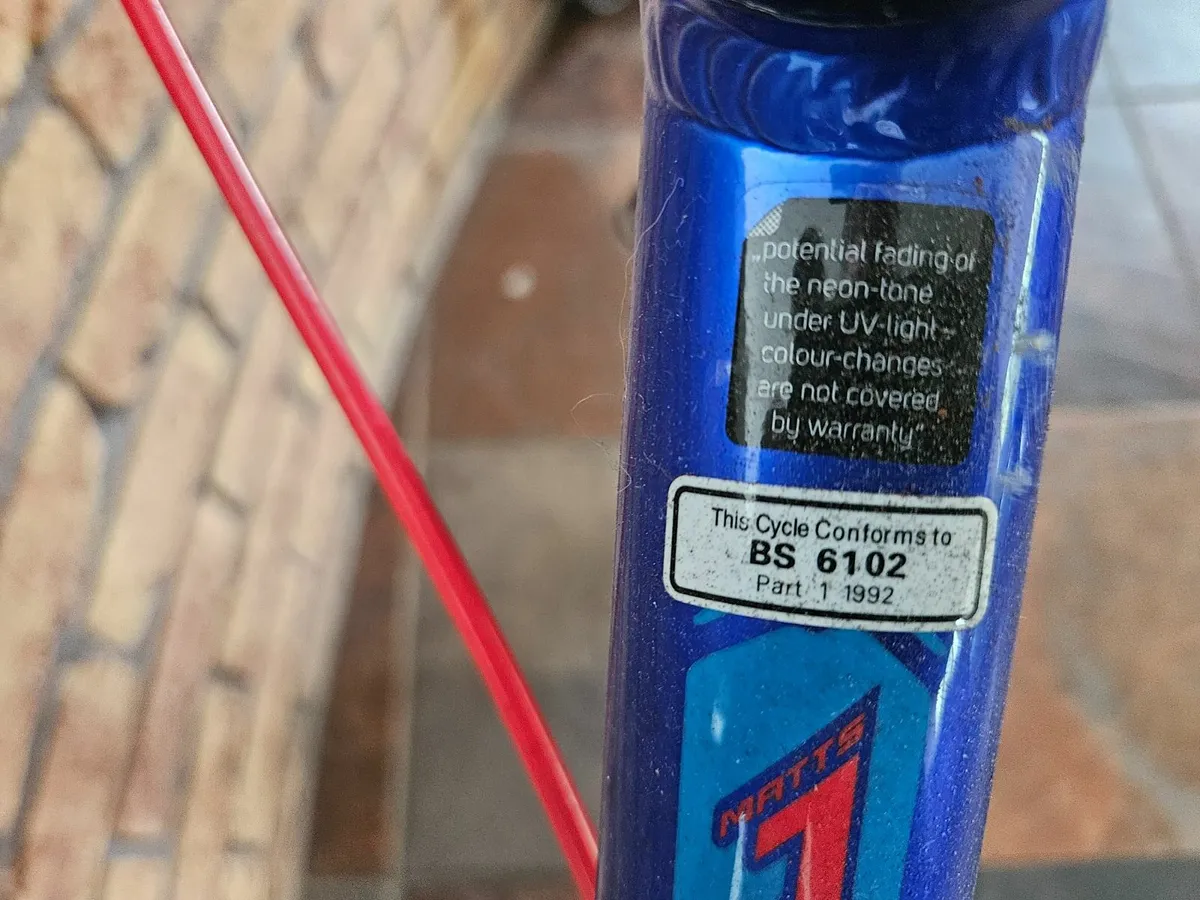 „potential fading of
the neon-tone
under UV-light –
colour-changes
are not covered
by warranty“
This Cycle Conforms to
BS 6102
Part 1 1992
MATTS
1